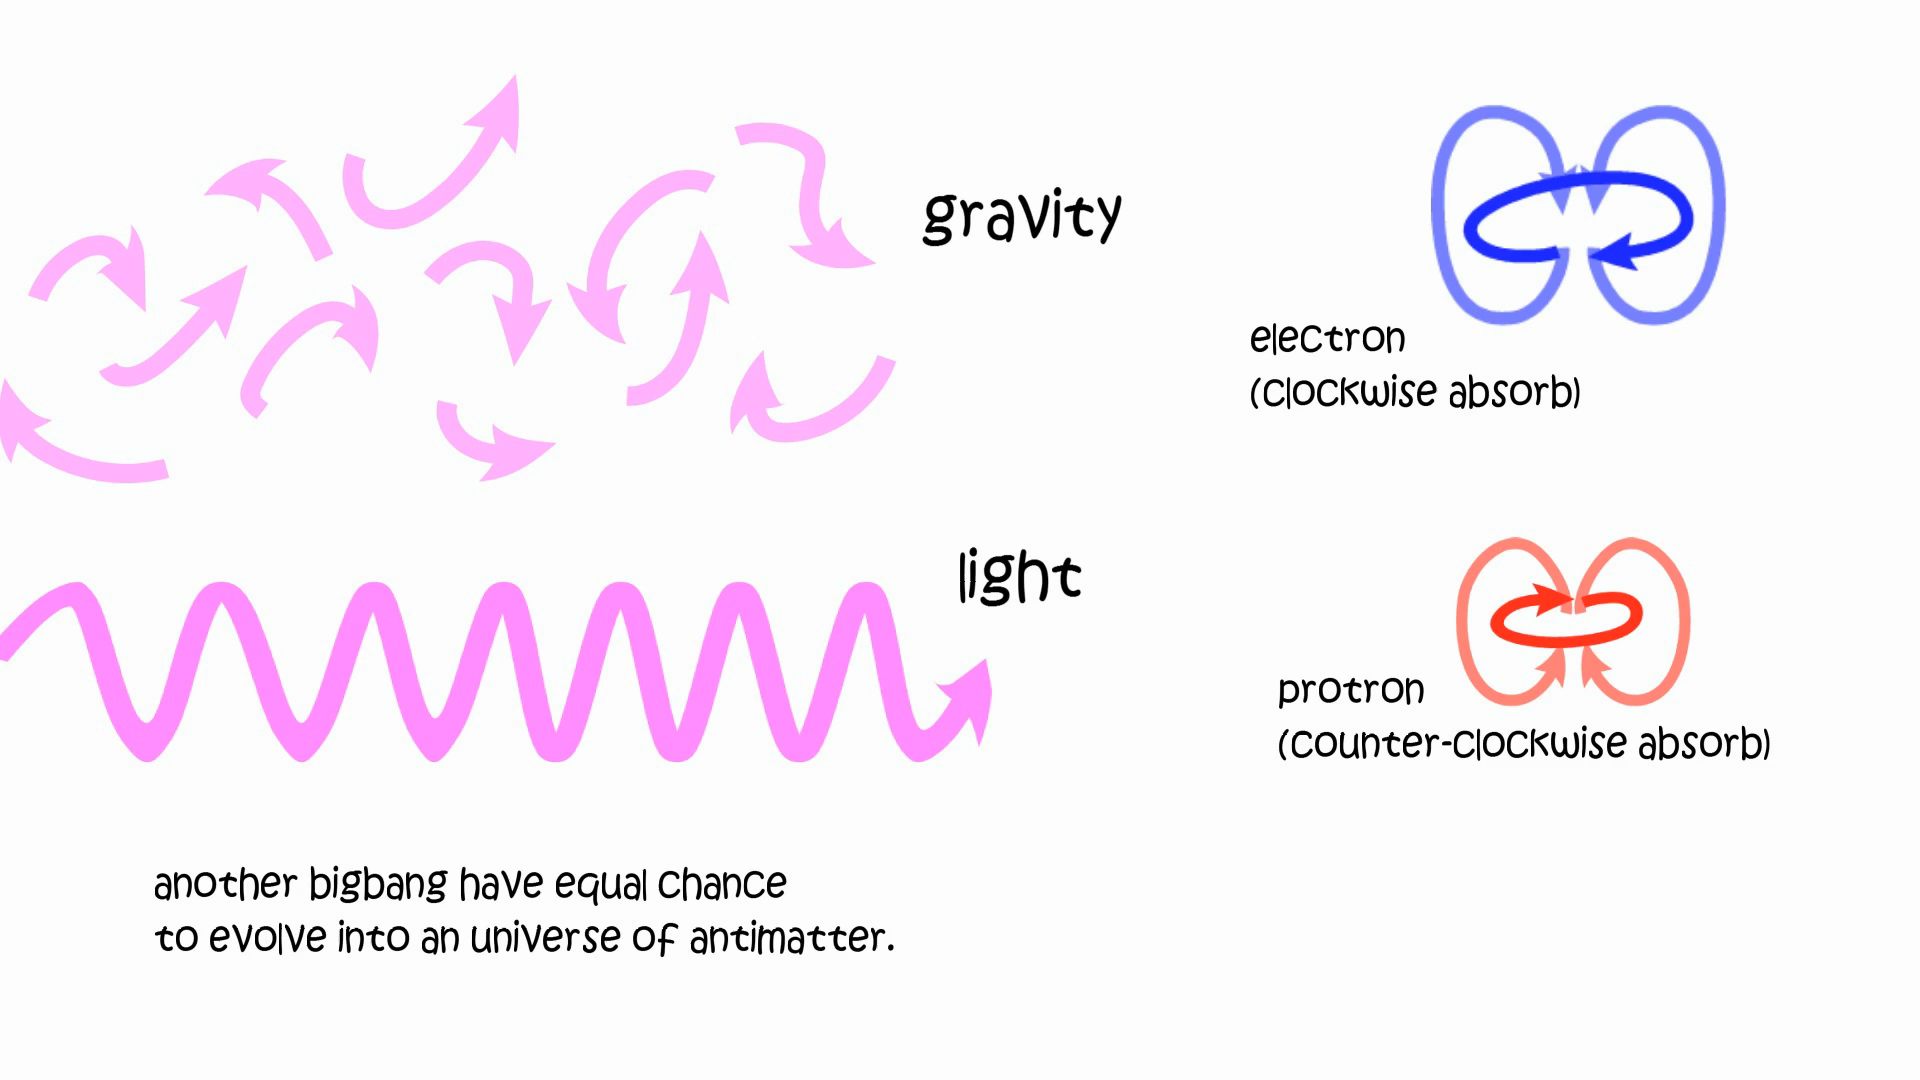 gravity
electron
(clockwise absorb)
light
protron
(counter-clockwise absorb)
another bigbang have equal chance
to evolve into an universe of antimatter.